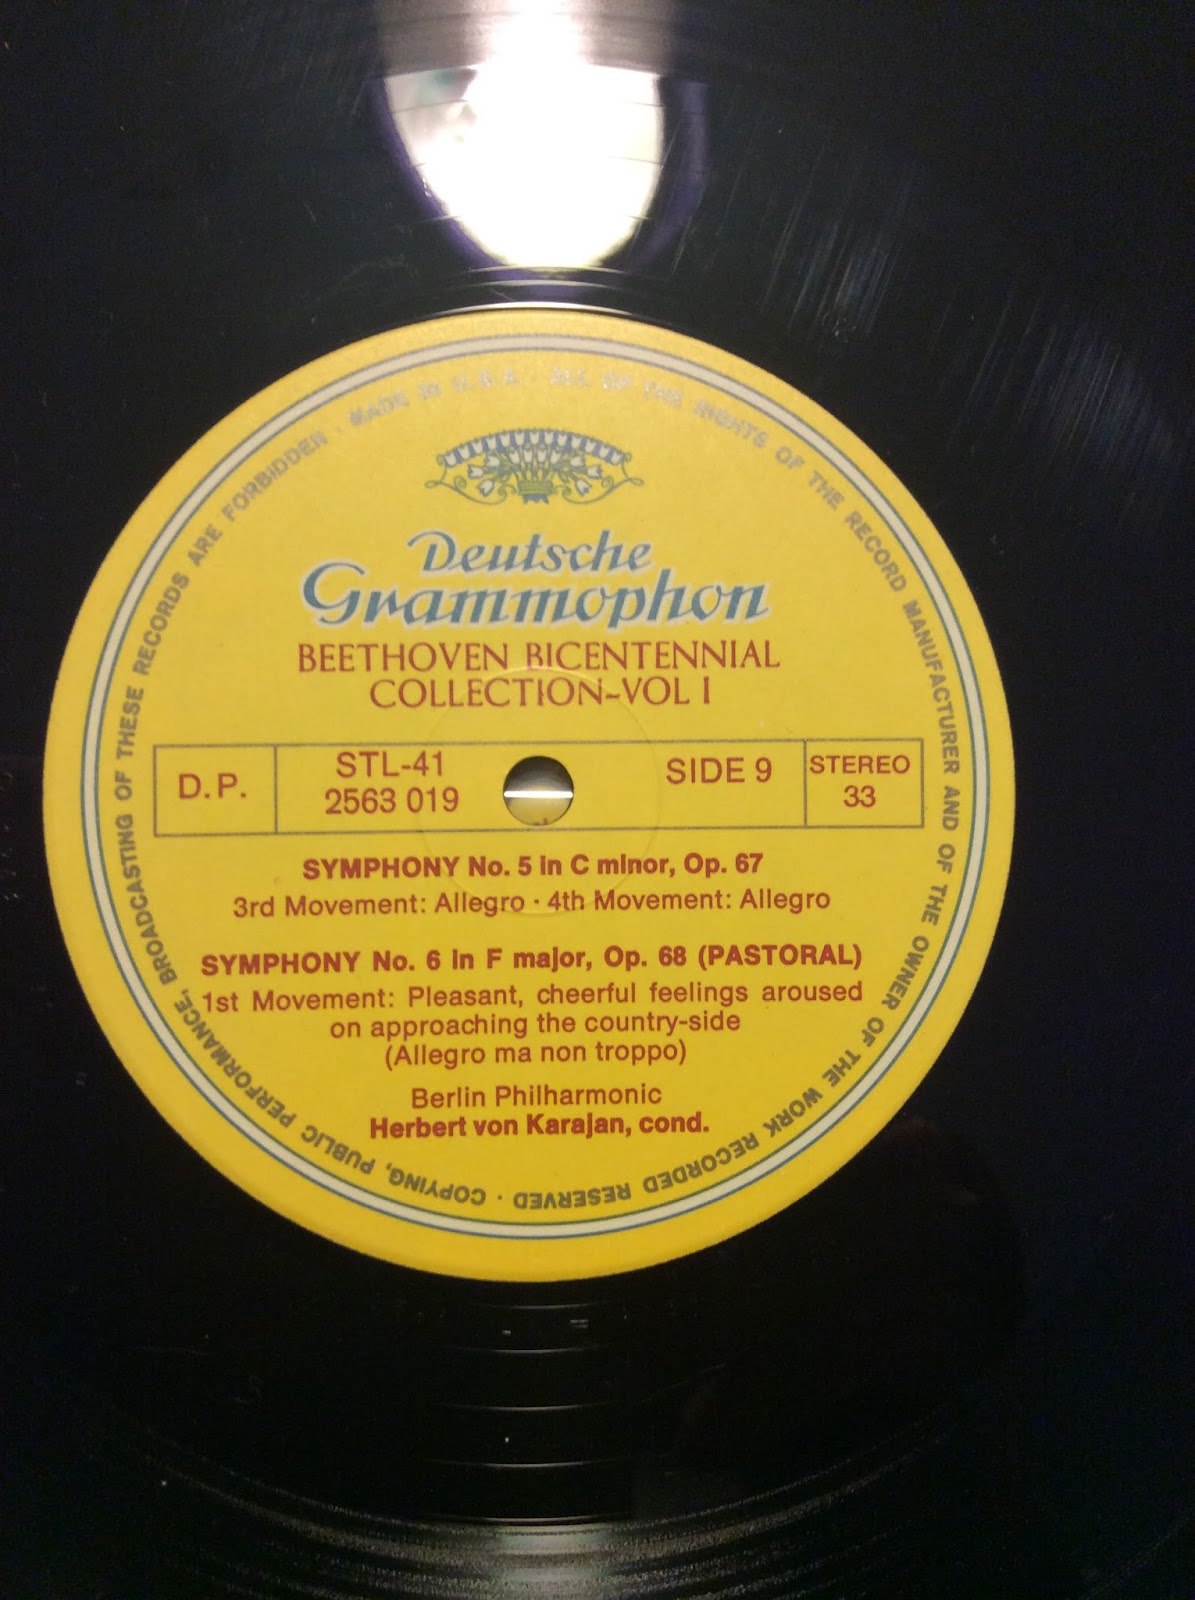 Deutsche
Grammophon
BEETHOVEN BICENTENNIAL
COLLECTION-VOL I
D.P.
STL-41
2563 019
SIDE 9
STEREO
33
SYMPHONY No. 5 in C minor, Op. 67
3rd Movement: Allegro · 4th Movement: Allegro
SYMPHONY No. 6 in F major, Op. 68 (PASTORAL)
1st Movement: Pleasant, cheerful feelings aroused
on approaching the country-side
(Allegro ma non troppo)
Berlin Philharmonic
Herbert von Karajan, cond.
MADE IN U.S.A. · ALL OF THE RIGHTS OF THE RECORD MANUFACTURER AND OF THE OWNER OF THE WORK RECORDED RESERVED · COPYING, PUBLIC PERFORMANCE, BROADCASTING OF THESE RECORDS ARE FORBIDDEN ·